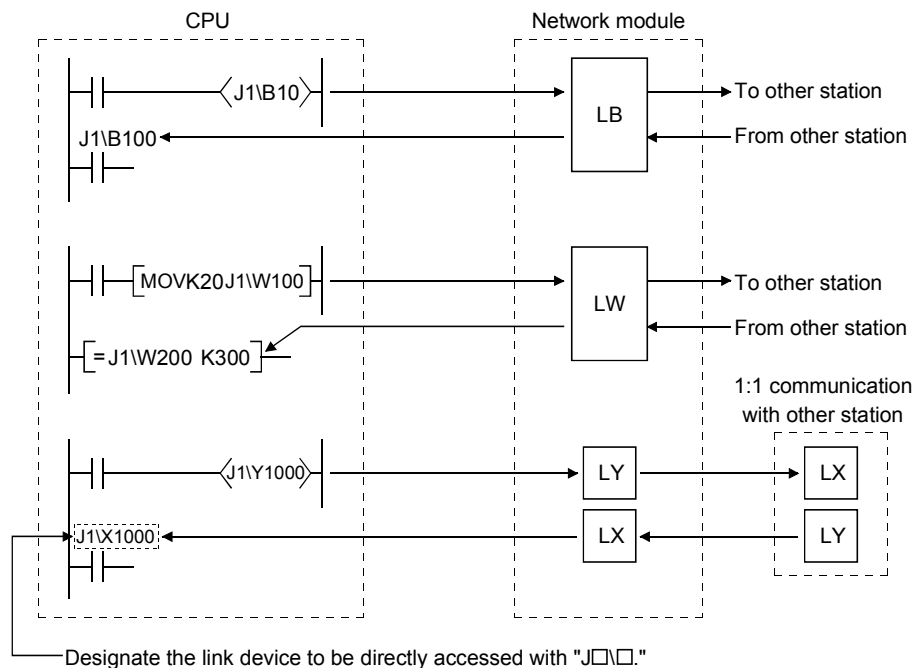 CPU
Network module
J1\B10
LB
To other station
J1\B100
From other station
MOVK20J1\W100
LW
To other station
From other station
=J1\W200 K300
1:1 communication
with other station
J1\Y1000
LY
LX
J1\X1000
LX
LY
Designate the link device to be directly accessed with "J□\□."